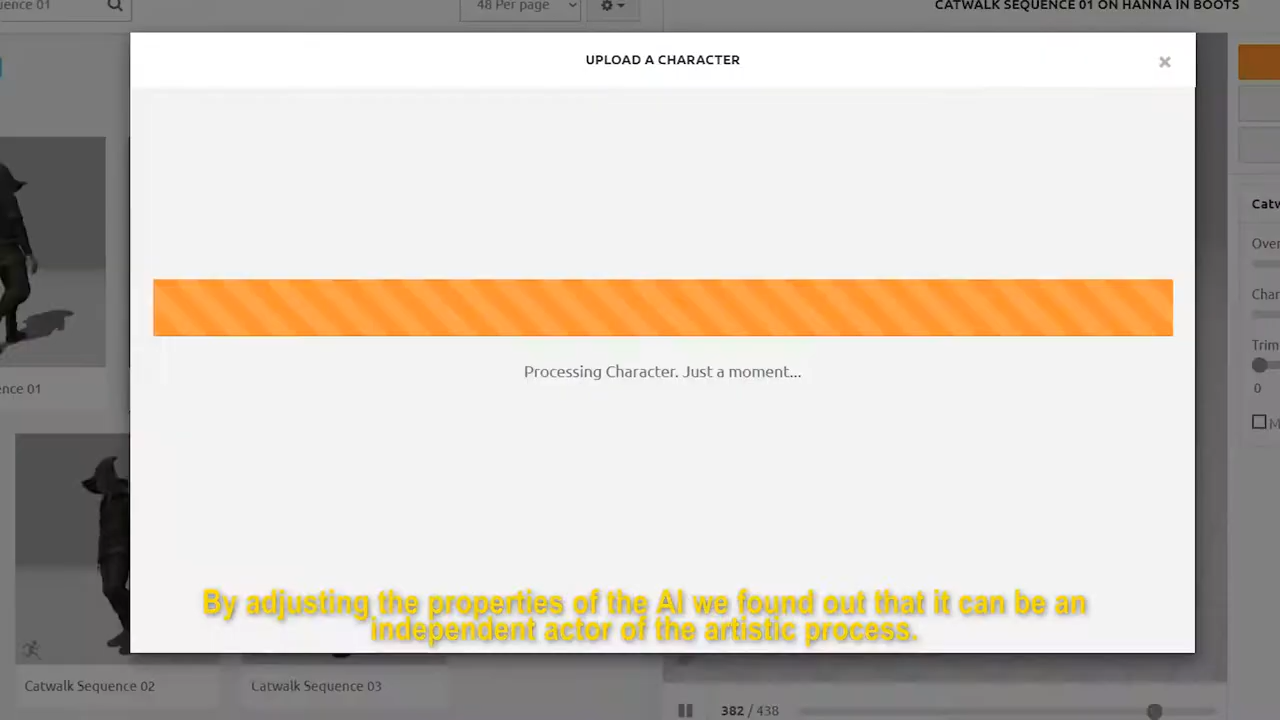 ence 01
48 Per page
CATWALK SEQUENCE 01 ON HANNA IN BOOTS
UPLOAD A CHARACTER
×
Catw
Over
Char
Trim
0
M
Processing Character. Just a moment...
ence 01
By adjusting the properties of the AI we found out that it can be an
independent actor of the artistic process.
Catwalk Sequence 02
Catwalk Sequence 03
382 / 438